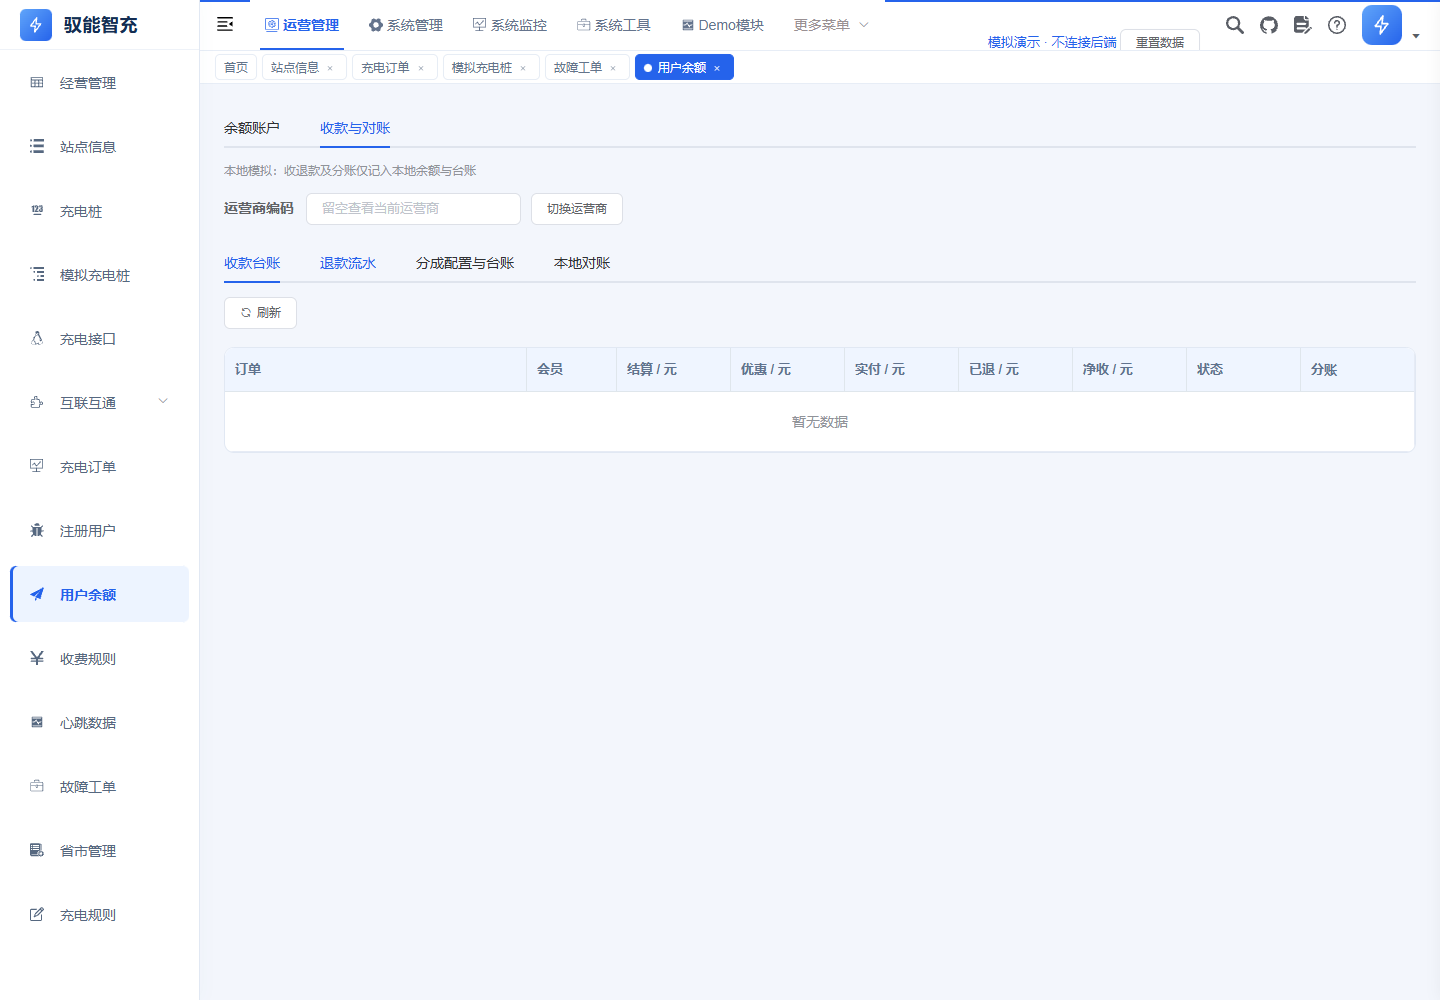 驭能智充
运营管理
系统管理
系统监控
系统工具
Demo模块
更多菜单
模拟演示 · 不连接后端
重置数据
首页
站点信息 ×
充电订单 ×
模拟充电桩 ×
故障工单 ×
用户余额 ×
经营管理
站点信息
充电桩
模拟充电桩
充电接口
互联互通
充电订单
注册用户
用户余额
收费规则
心跳数据
故障工单
省市管理
充电规则
余额账户
收款与对账
本地模拟：收退款及分账仅记入本地余额与台账
运营商编码
留空查看当前运营商
切换运营商
收款台账
退款流水
分成配置与台账
本地对账
刷新
订单
会员
结算 / 元
优惠 / 元
实付 / 元
已退 / 元
净收 / 元
状态
分账
暂无数据